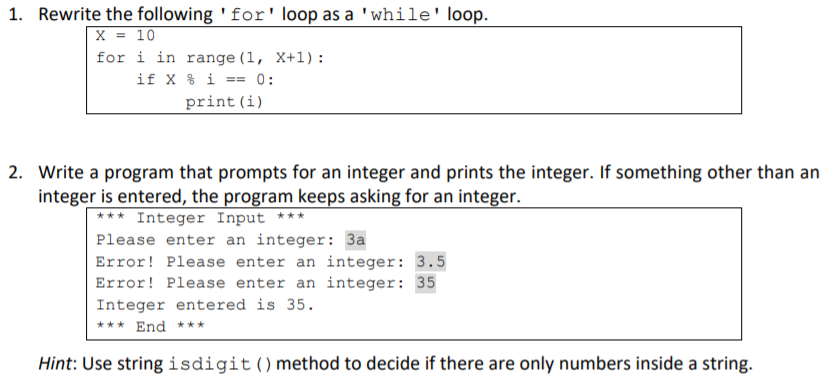 1. Rewrite the following 'for' loop as a 'while' loop.
X = 10
for i in range(1, X+1):
    if X % i == 0:
        print(i)
2. Write a program that prompts for an integer and prints the integer. If something other than an
integer is entered, the program keeps asking for an integer.
*** Integer Input ***
Please enter an integer: 3a
Error! Please enter an integer: 3.5
Error! Please enter an integer: 35
Integer entered is 35.
*** End ***
Hint: Use string isdigit() method to decide if there are only numbers inside a string.